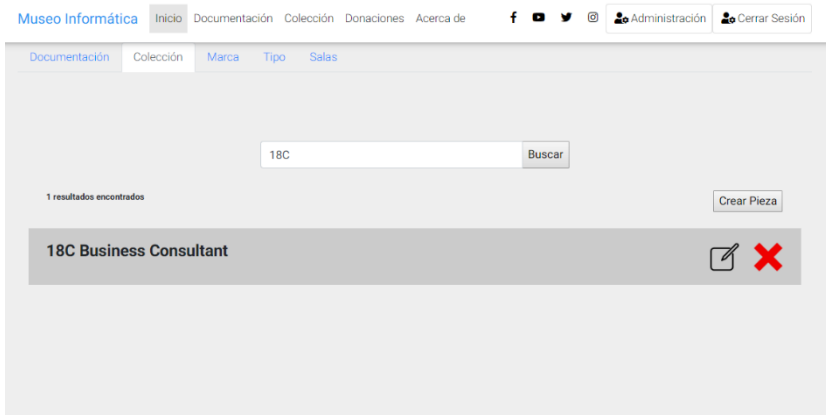 Museo Informática Inicio Documentación Colección Donaciones Acerca de Administración Cerrar Sesión
Documentación Colección Marca Tipo Salas
18C Buscar
1 resultados encontrados Crear Pieza
18C Business Consultant